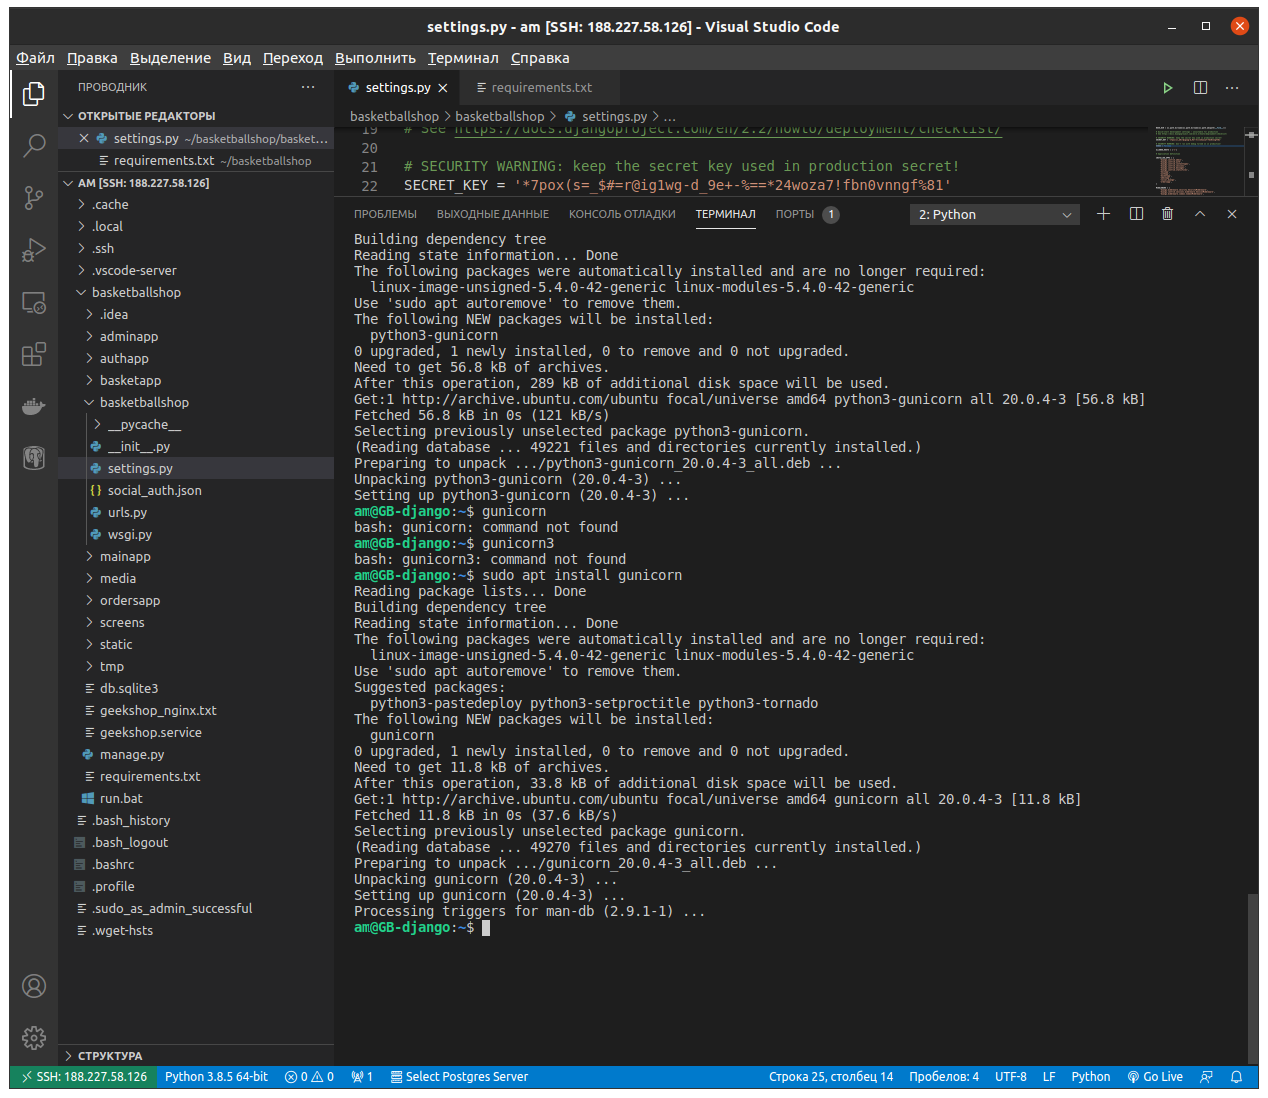 settings.py - am [SSH: 188.227.58.126] - Visual Studio Code
Файл Правка Выделение Вид Переход Выполнить Терминал Справка
ПРОВОДНИК
ОТКРЫТЫЕ РЕДАКТОРЫ
settings.py ~/basketballshop/basket...
requirements.txt ~/basketballshop
AM [SSH: 188.227.58.126]
.cache
.local
.ssh
.vscode-server
basketballshop
.idea
adminapp
authapp
basketapp
basketballshop
__pycache__
__init__.py
settings.py
social_auth.json
urls.py
wsgi.py
mainapp
media
ordersapp
screens
static
tmp
db.sqlite3
geekshop_nginx.txt
geekshop.service
manage.py
requirements.txt
run.bat
.bash_history
.bash_logout
.bashrc
.profile
.sudo_as_admin_successful
.wget-hsts
СТРУКТУРА
settings.py requirements.txt
basketballshop > basketballshop > settings.py > ...
19 # See https://docs.djangoproject.com/en/2.2/howto/deployment/checklist/
20
21 # SECURITY WARNING: keep the secret key used in production secret!
22 SECRET_KEY = '*7pox(s=_$#=r@ig1wg-d_9e+-%==*24woza7!fbn0vnngf%81'
ПРОБЛЕМЫ ВЫХОДНЫЕ ДАННЫЕ КОНСОЛЬ ОТЛАДКИ ТЕРМИНАЛ ПОРТЫ 1 2: Python
Building dependency tree
Reading state information... Done
The following packages were automatically installed and are no longer required:
linux-image-unsigned-5.4.0-42-generic linux-modules-5.4.0-42-generic
Use 'sudo apt autoremove' to remove them.
The following NEW packages will be installed:
python3-gunicorn
0 upgraded, 1 newly installed, 0 to remove and 0 not upgraded.
Need to get 56.8 kB of archives.
After this operation, 289 kB of additional disk space will be used.
Get:1 http://archive.ubuntu.com/ubuntu focal/universe amd64 python3-gunicorn all 20.0.4-3 [56.8 kB]
Fetched 56.8 kB in 0s (121 kB/s)
Selecting previously unselected package python3-gunicorn.
(Reading database ... 49221 files and directories currently installed.)
Preparing to unpack .../python3-gunicorn_20.0.4-3_all.deb ...
Unpacking python3-gunicorn (20.0.4-3) ...
Setting up python3-gunicorn (20.0.4-3) ...
am@GB-django:~$ gunicorn
bash: gunicorn: command not found
am@GB-django:~$ gunicorn3
bash: gunicorn3: command not found
am@GB-django:~$ sudo apt install gunicorn
Reading package lists... Done
Building dependency tree
Reading state information... Done
The following packages were automatically installed and are no longer required:
linux-image-unsigned-5.4.0-42-generic linux-modules-5.4.0-42-generic
Use 'sudo apt autoremove' to remove them.
Suggested packages:
python3-pastedeploy python3-setproctitle python3-tornado
The following NEW packages will be installed:
gunicorn
0 upgraded, 1 newly installed, 0 to remove and 0 not upgraded.
Need to get 11.8 kB of archives.
After this operation, 33.8 kB of additional disk space will be used.
Get:1 http://archive.ubuntu.com/ubuntu focal/universe amd64 gunicorn all 20.0.4-3 [11.8 kB]
Fetched 11.8 kB in 0s (37.6 kB/s)
Selecting previously unselected package gunicorn.
(Reading database ... 49270 files and directories currently installed.)
Preparing to unpack .../gunicorn_20.0.4-3_all.deb ...
Unpacking gunicorn (20.0.4-3) ...
Setting up gunicorn (20.0.4-3) ...
Processing triggers for man-db (2.9.1-1) ...
am@GB-django:~$
SSH: 188.227.58.126 Python 3.8.5 64-bit 0 0 1 Select Postgres Server Строка 25, столбец 14 Пробелов: 4 UTF-8 LF Python Go Live